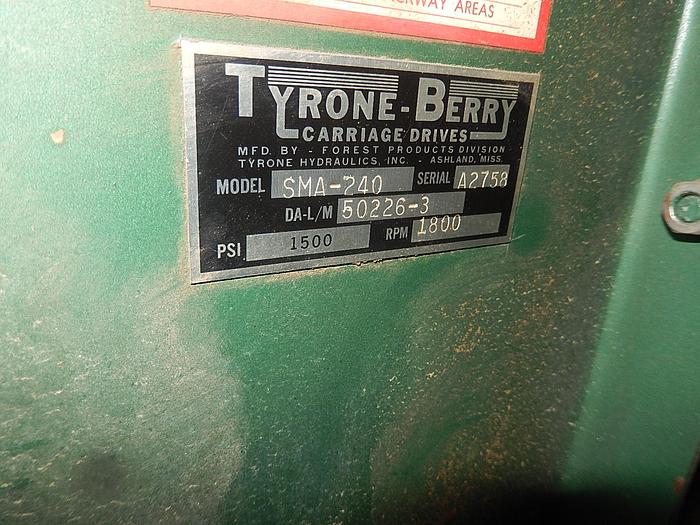 AREAS
TYRONE-BERRY
CARRIAGE DRIVES
MFD. BY - FOREST PRODUCTS DIVISION
TYRONE HYDRAULICS, INC. - ASHLAND, MISS.
MODEL SMA-240 SERIAL A2758
DA-L/M 50226-3
PSI 1500 RPM 1800